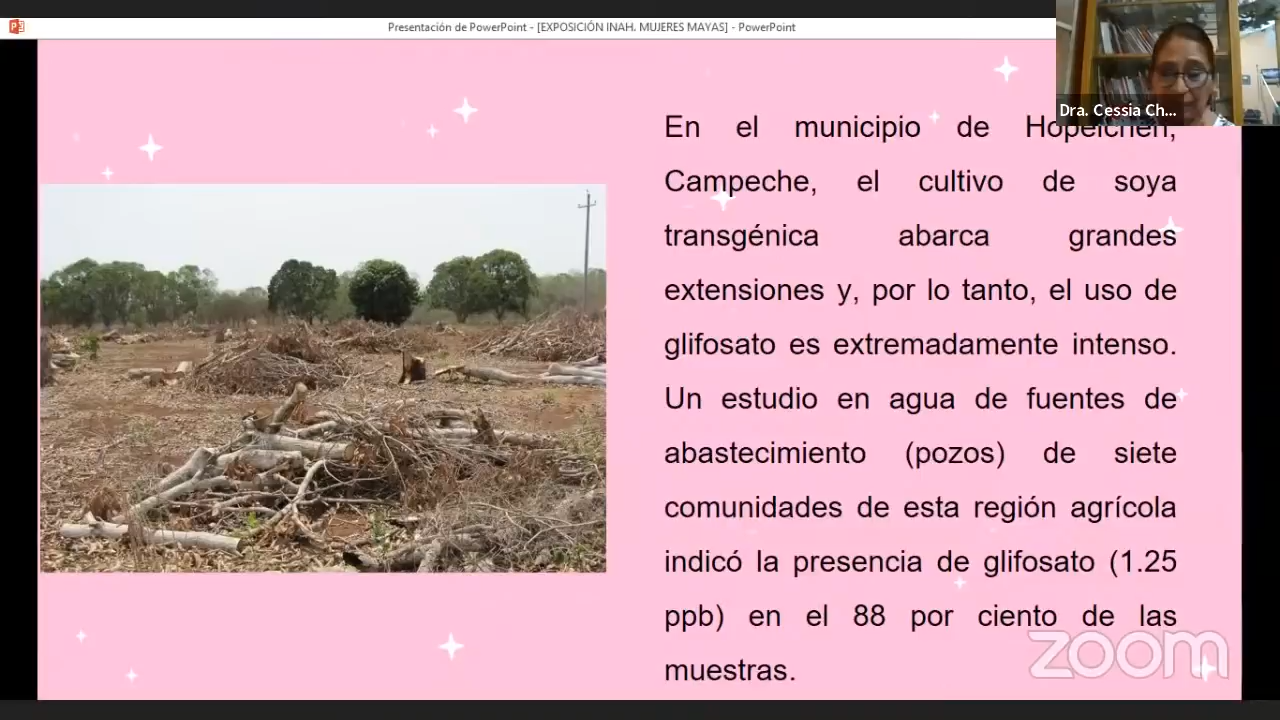 Presentación de PowerPoint - [EXPOSICIÓN INAH. MUJERES MAYAS] - PowerPoint
Dra. Cessia Ch...
En el municipio de Hopelchén,
Campeche, el cultivo de soya
transgénica abarca grandes
extensiones y, por lo tanto, el uso de
glifosato es extremadamente intenso.
Un estudio en agua de fuentes de
abastecimiento (pozos) de siete
comunidades de esta región agrícola
indicó la presencia de glifosato (1.25
ppb) en el 88 por ciento de las
muestras.
zoom